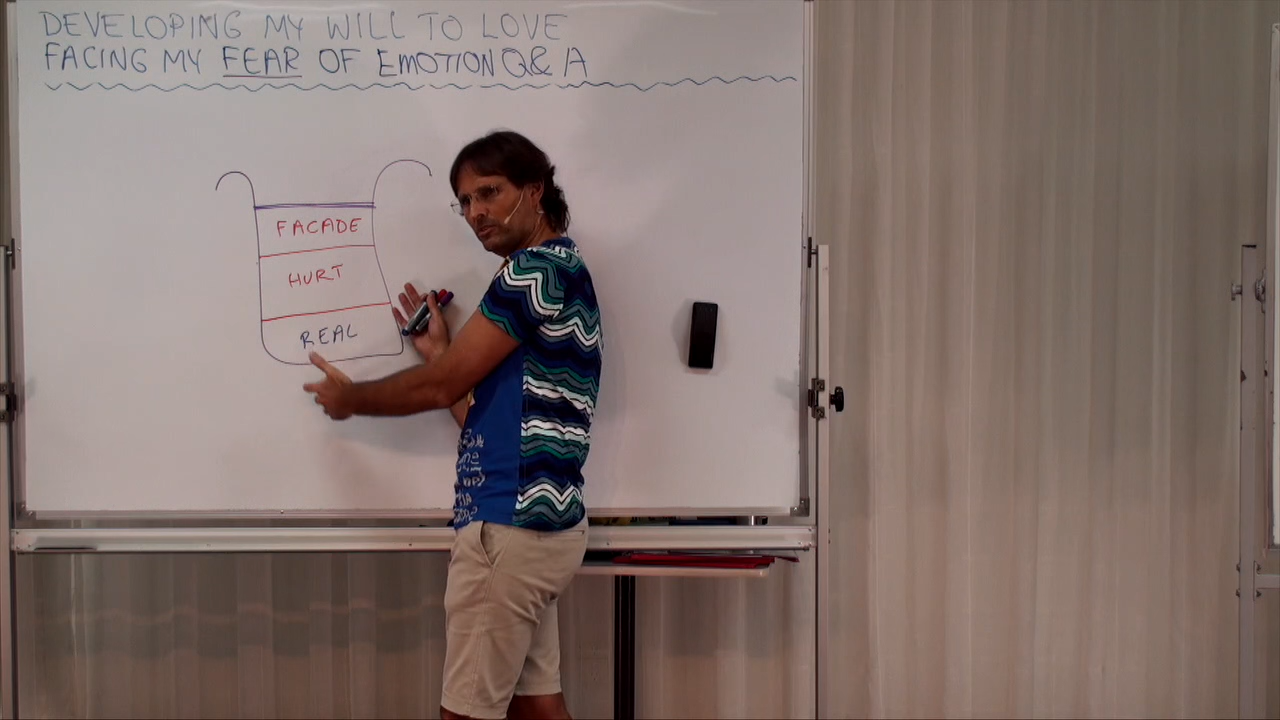 DEVELOPING MY WILL TO LOVE
FACING MY FEAR OF EMOTION Q&A
FACADE
HURT
REAL